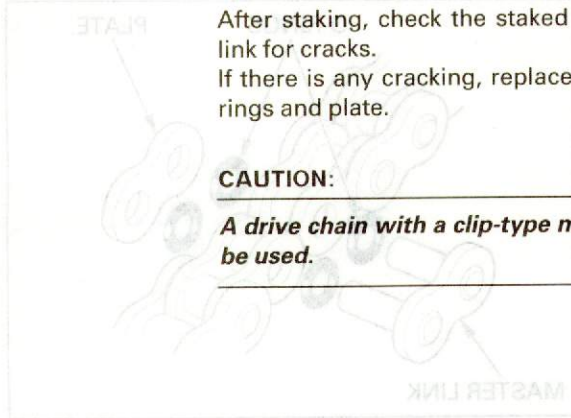 After staking, check the staked
link for cracks.
If there is any cracking, replace
rings and plate.
CAUTION:
A drive chain with a clip-type
be used.
PLATE
MASTER LINK